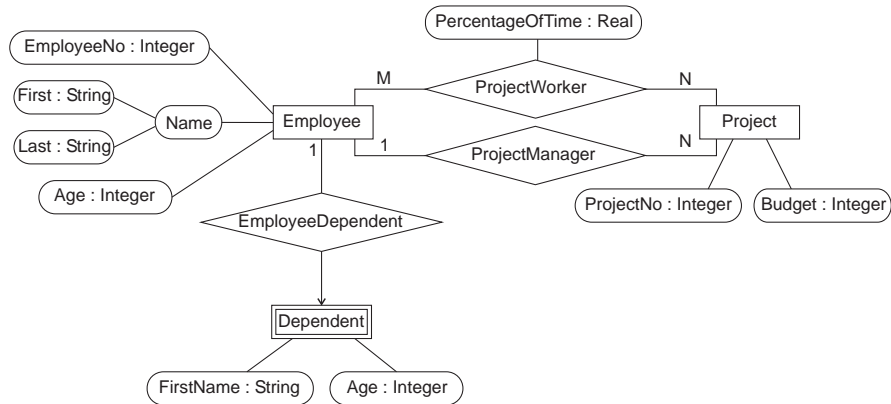 PercentageOfTime : Real
EmployeeNo : Integer
M
ProjectWorker
N
First : String
Name
Employee
Project
Last : String
1
1
ProjectManager
N
Age : Integer
ProjectNo : Integer
Budget : Integer
EmployeeDependent
Dependent
FirstName : String
Age : Integer